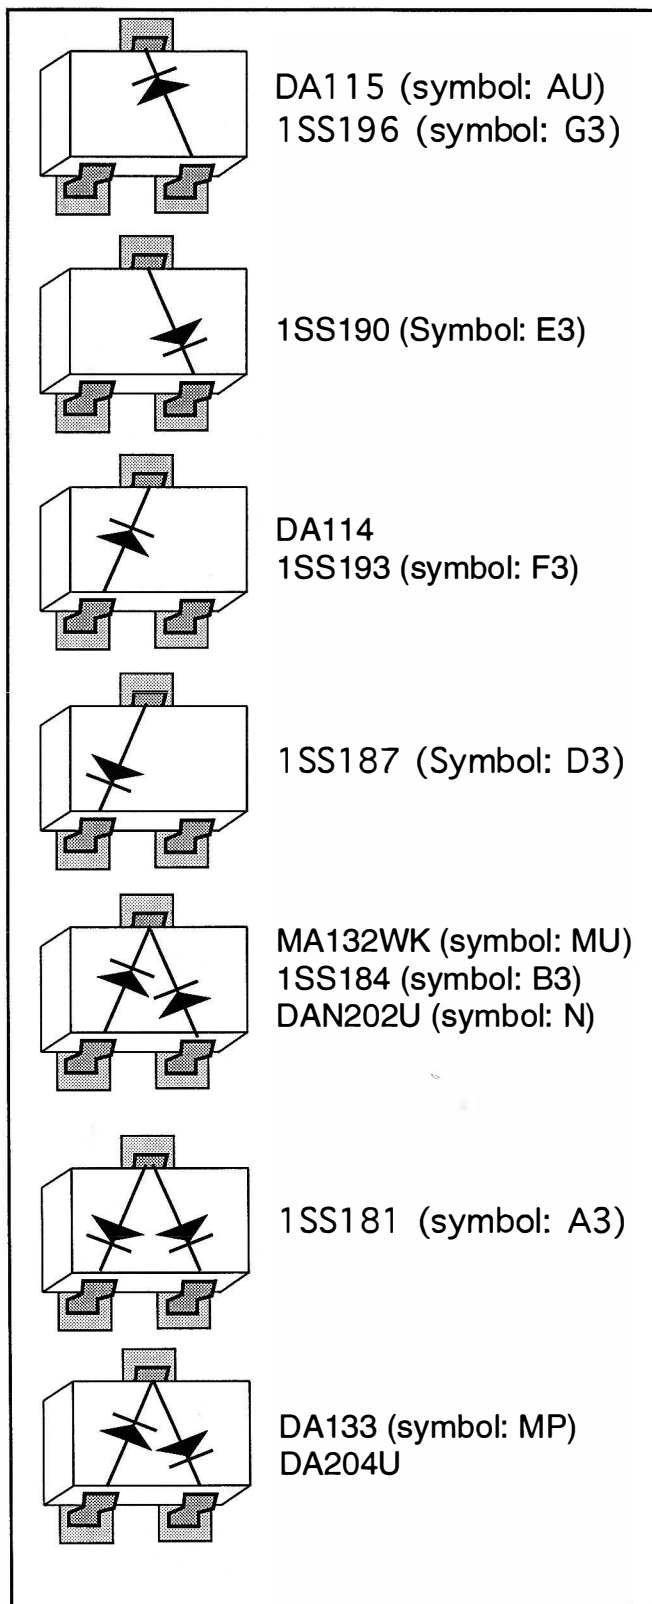 DA115 (symbol: AU)
1SS196 (symbol: G3)
1SS190 (Symbol: E3)
DA114
1SS193 (symbol: F3)
1SS187 (Symbol: D3)
MA132WK (symbol: MU)
1SS184 (symbol: B3)
DAN202U (symbol: N)
1SS181 (symbol: A3)
DA133 (symbol: MP)
DA204U